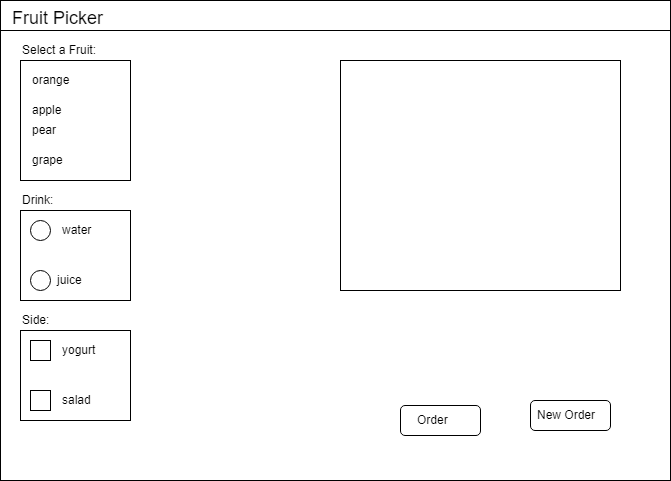 Fruit Picker
Select a Fruit:
orange
apple
pear
grape
Drink:
water
juice
Side:
yogurt
salad
Order
New Order